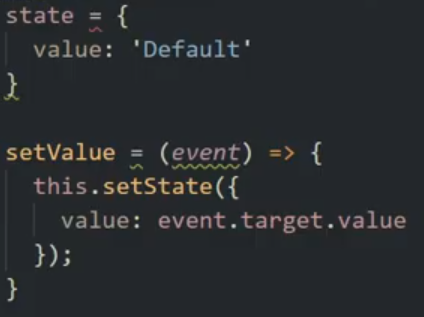 state = {
  value: 'Default'
}

setValue = (event) => {
  this.setState({
    value: event.target.value
  });
}